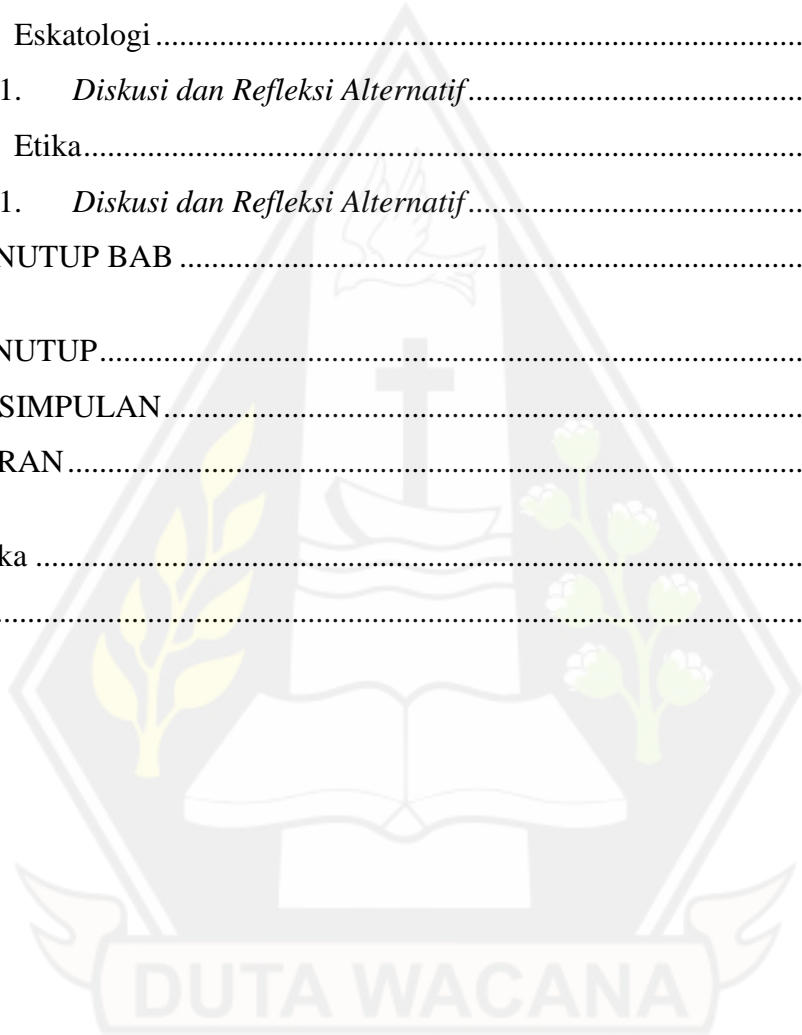 Eskatologi................................................................................
1. Diskusi dan Refleksi Alternatif..........................................
Etika.........................................................................................
1. Diskusi dan Refleksi Alternatif..........................................
NUTUP BAB .............................................................................
NUTUP.......................................................................................
SIMPULAN...............................................................................
RAN...........................................................................................
ka ................................................................................................
....................................................................................................
DUTA WACANA